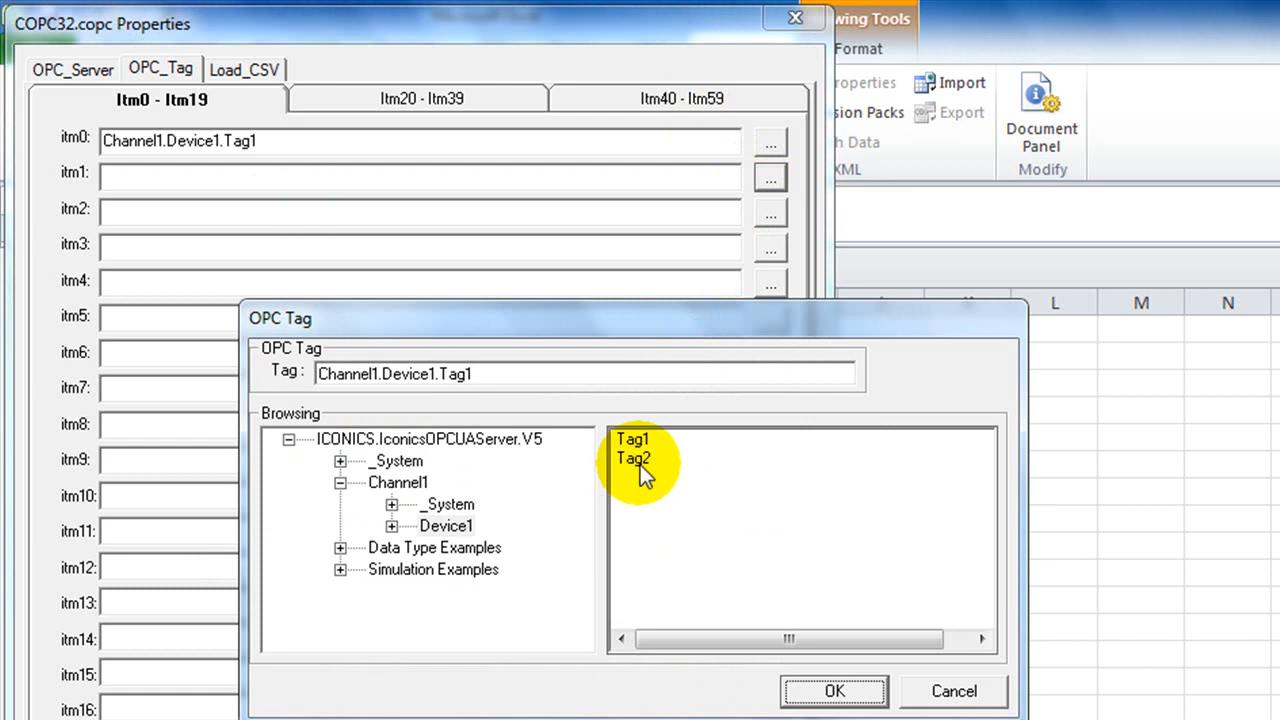 COPC32.copc Properties
wing Tools
Format
OPC_Server
OPC_Tag
Load_CSV
Itm0 - Itm19
Itm20 - Itm39
Itm40 - Itm59
roperties
Import
sion Packs
Export
h Data
XML
Document
Panel
Modify
itm0:
Channel1.Device1.Tag1
...
itm1:
...
itm2:
...
itm3:
...
itm4:
...
itm5:
itm6:
itm7:
itm8:
itm9:
itm10:
itm11:
itm12:
itm13:
itm14:
itm15:
itm16:
L
M
N
OPC Tag
OPC Tag
Tag :
Channel1.Device1.Tag1
Browsing
ICONICS.IconicsOPCUAServer.V5
_System
Channel1
_System
Device1
Data Type Examples
Simulation Examples
Tag1
Tag2
OK
Cancel